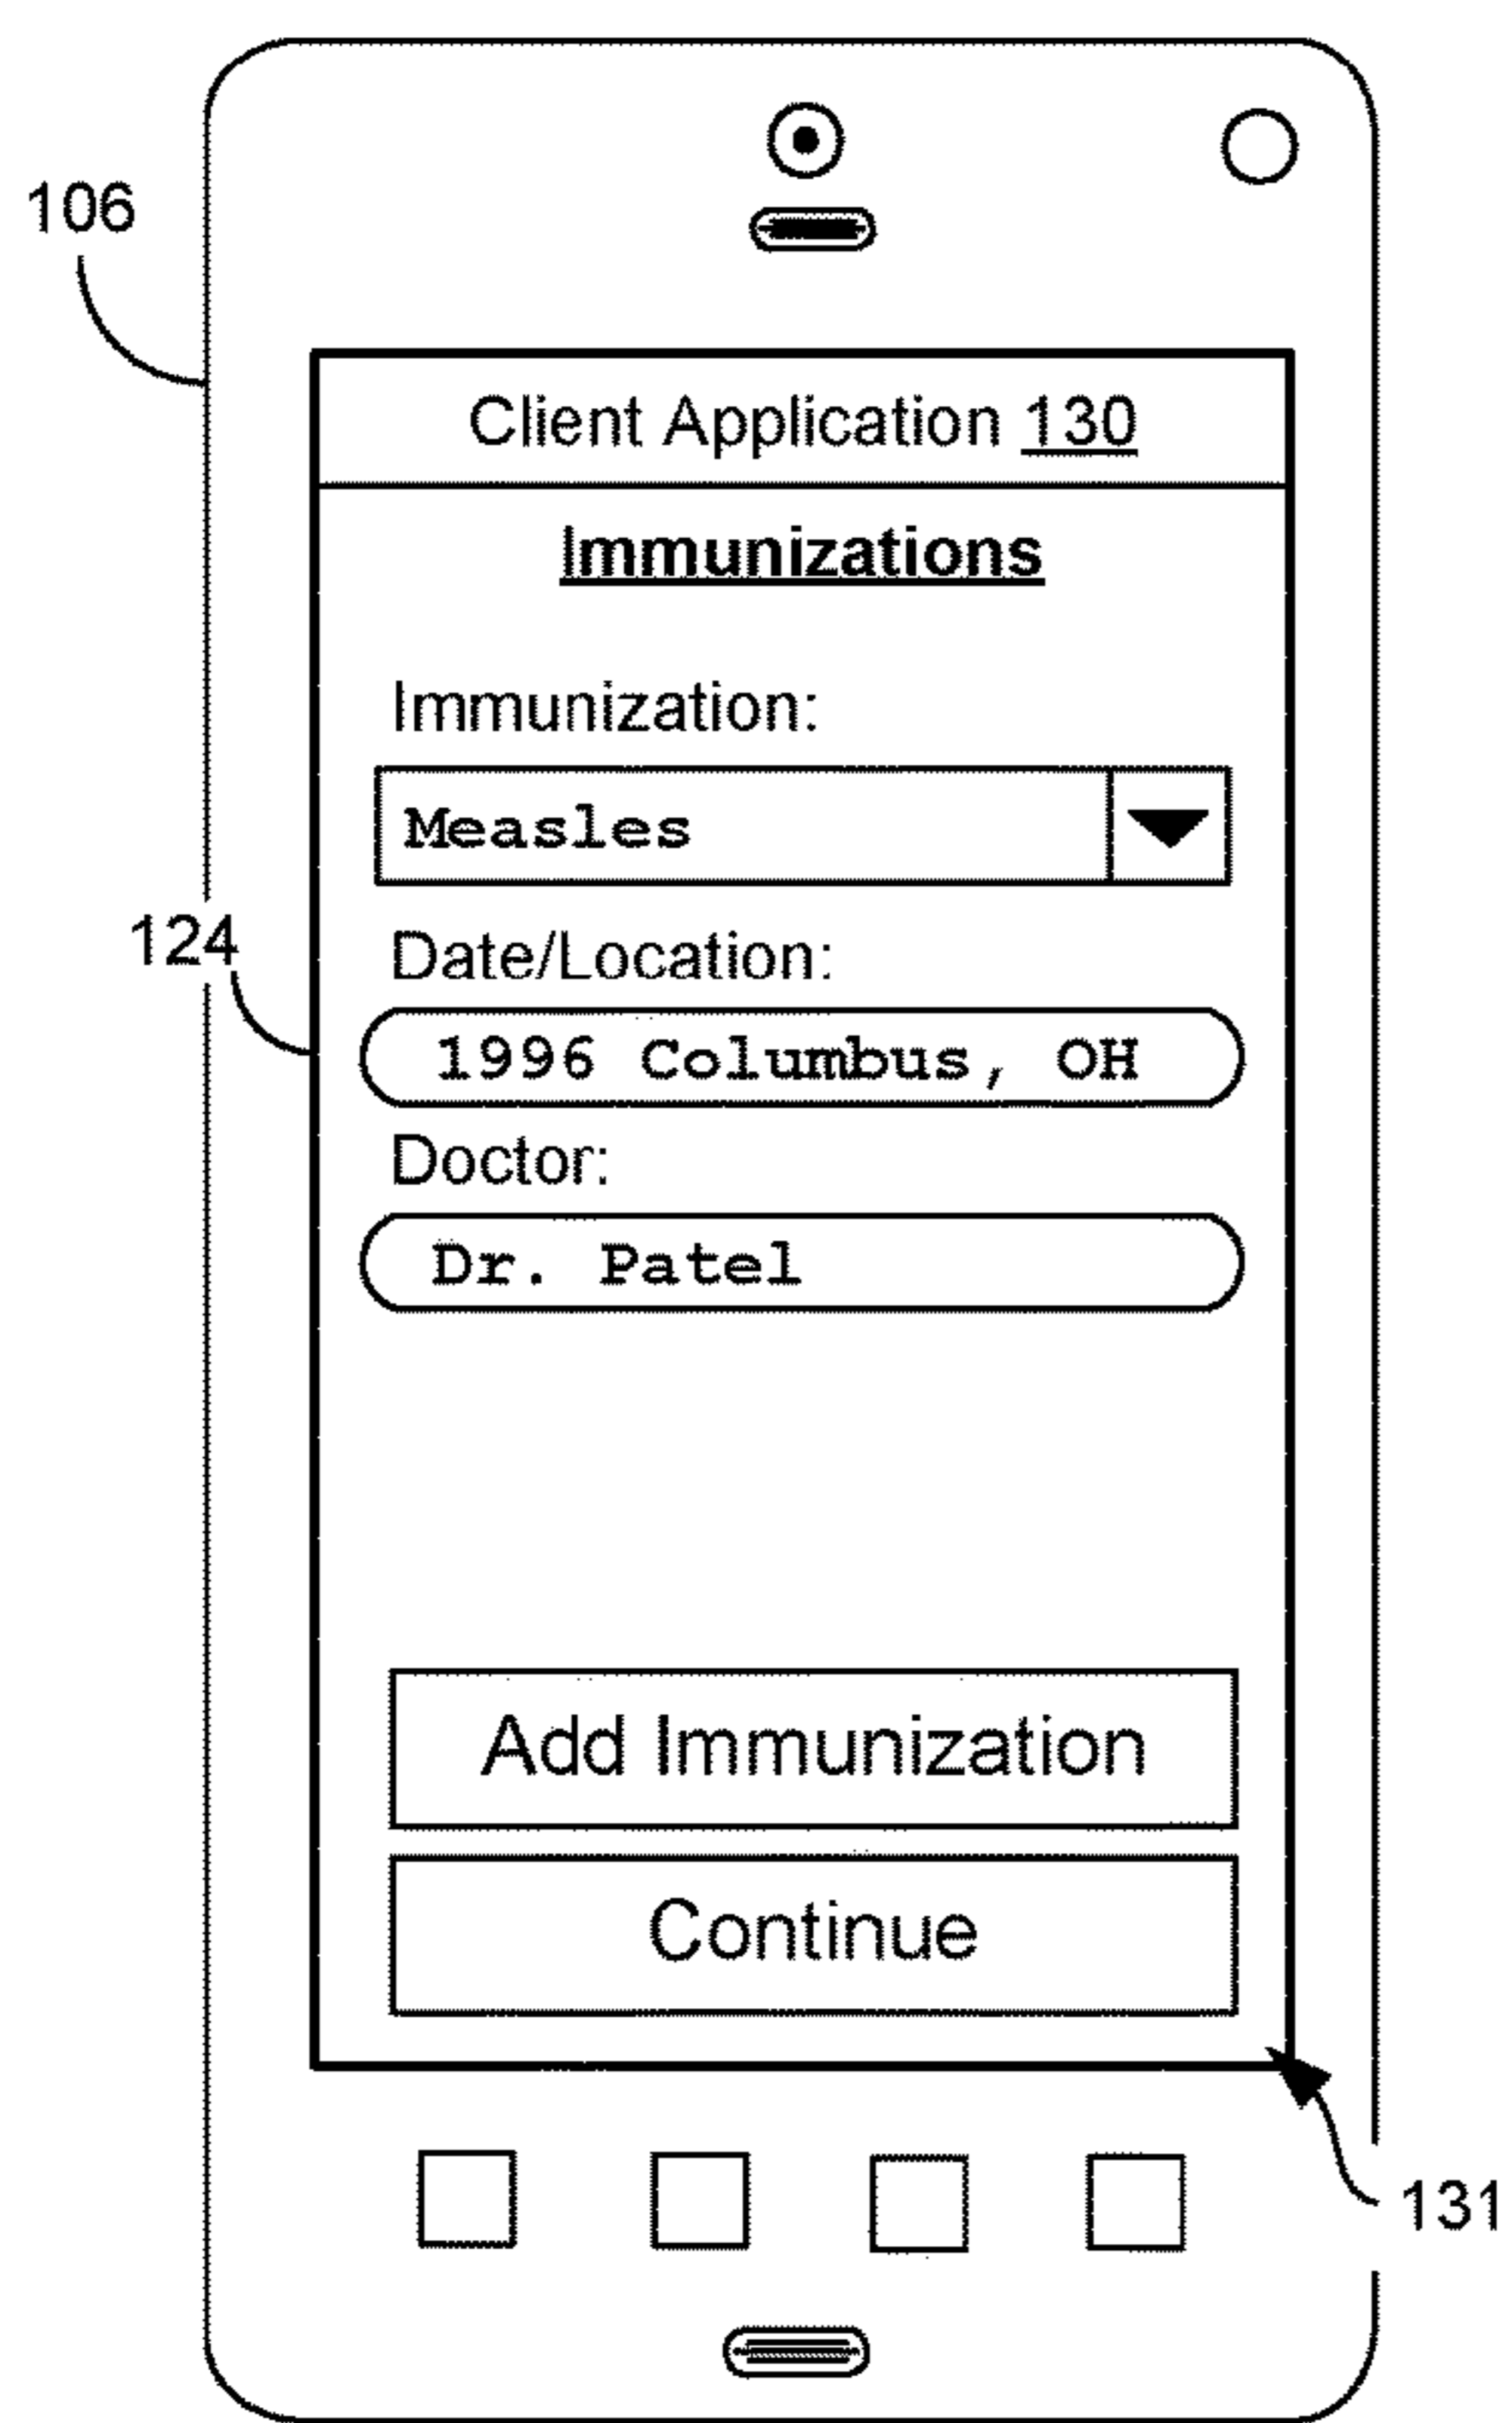 106
Client Application 130
Immunizations
Immunization:
Measles
124
Date/Location:
1996 Columbus, OH
Doctor:
Dr. Patel
Add Immunization
Continue
131